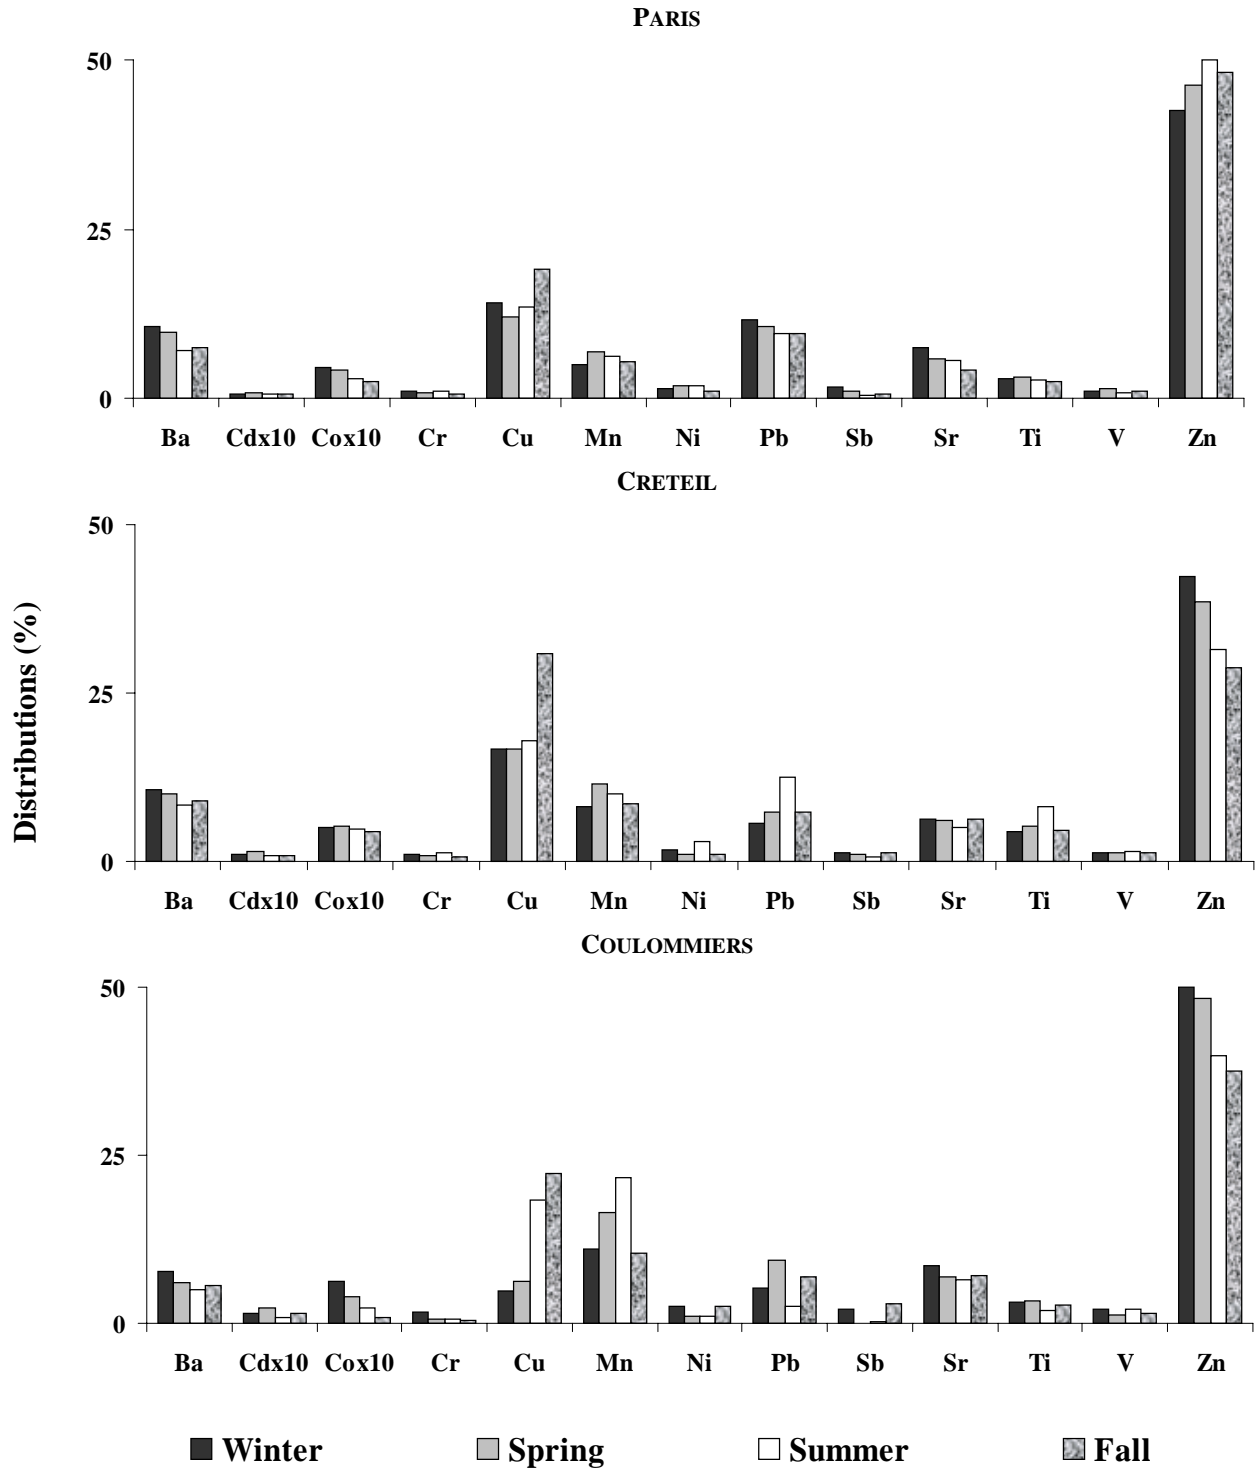 PARIS
50
25
0
Ba Cdx10 Cox10 Cr Cu Mn Ni Pb Sb Sr Ti V Zn
CRETEIL
Distributions (%)
50
25
0
Ba Cdx10 Cox10 Cr Cu Mn Ni Pb Sb Sr Ti V Zn
COULOMMIERS
50
25
0
Ba Cdx10 Cox10 Cr Cu Mn Ni Pb Sb Sr Ti V Zn
Winter Spring Summer Fall